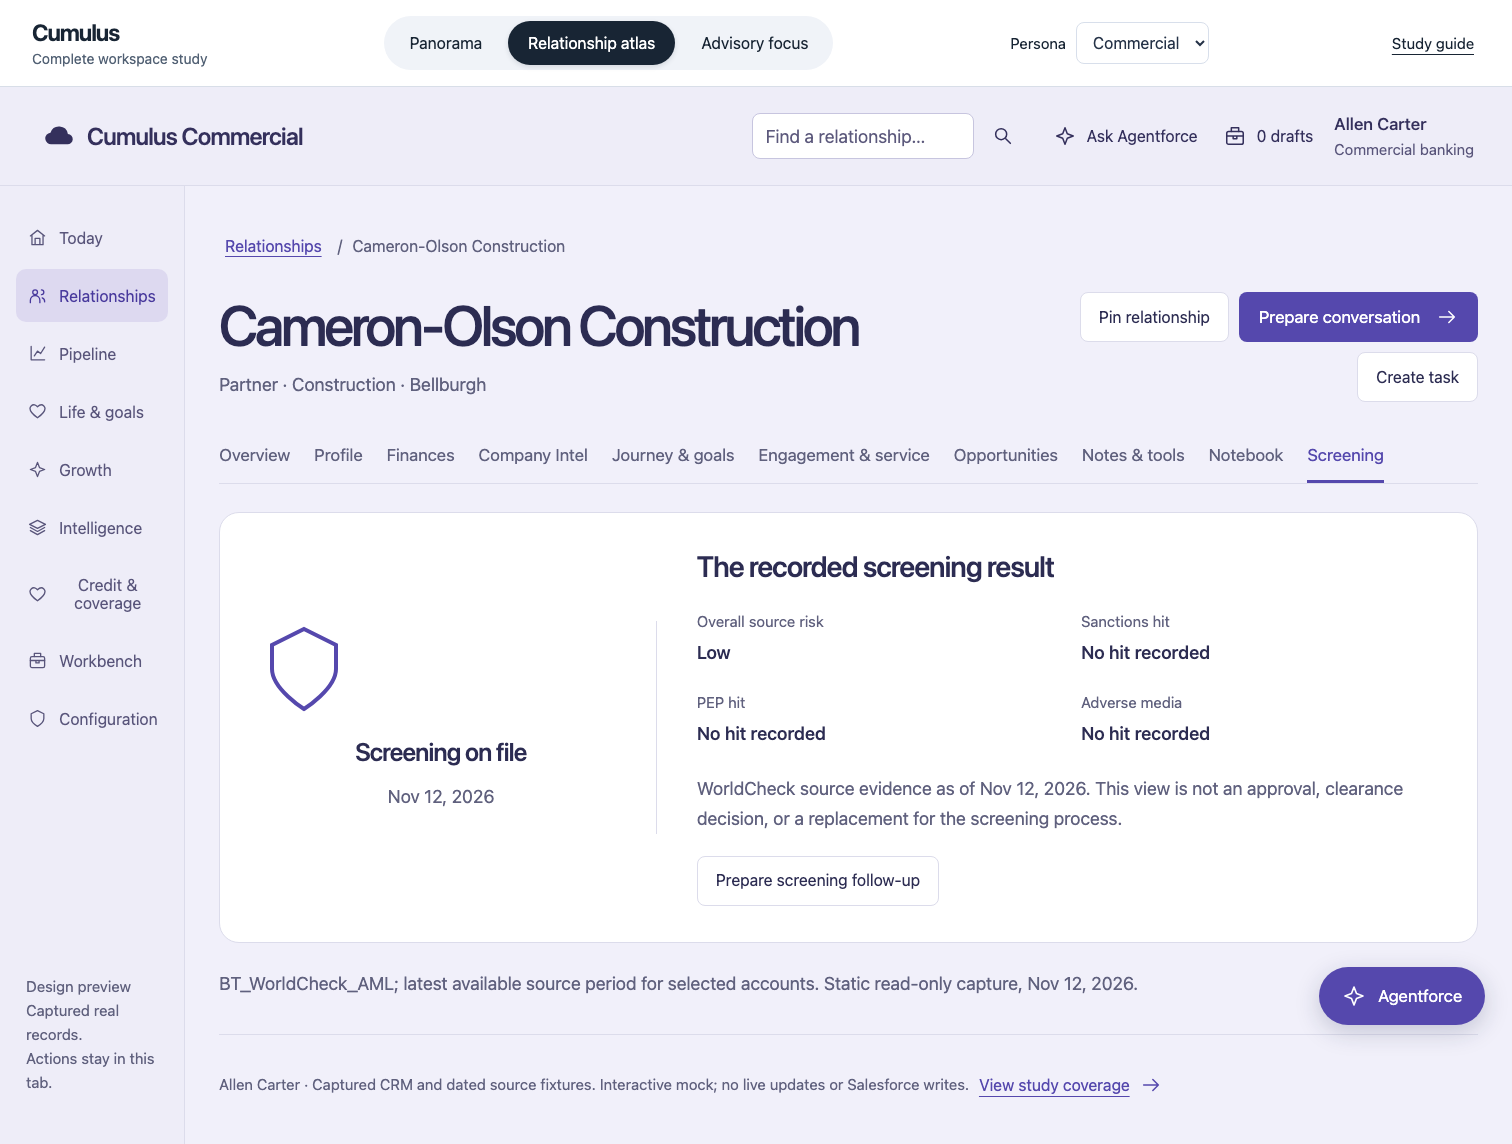 Cumulus
Complete workspace study
Panorama
Relationship atlas
Advisory focus
Persona
Commercial
Study guide
Cumulus Commercial
Find a relationship...
Ask Agentforce
0 drafts
Allen Carter
Commercial banking
Today
Relationships
Pipeline
Life & goals
Growth
Intelligence
Credit &
coverage
Workbench
Configuration
Design preview
Captured real
records.
Actions stay in this
tab.
Relationships / Cameron-Olson Construction
Cameron-Olson Construction
Partner · Construction · Bellburgh
Pin relationship
Prepare conversation
Create task
Overview
Profile
Finances
Company Intel
Journey & goals
Engagement & service
Opportunities
Notes & tools
Notebook
Screening
Screening on file
Nov 12, 2026
The recorded screening result
Overall source risk
Low
Sanctions hit
No hit recorded
PEP hit
No hit recorded
Adverse media
No hit recorded
WorldCheck source evidence as of Nov 12, 2026. This view is not an approval, clearance
decision, or a replacement for the screening process.
Prepare screening follow-up
BT_WorldCheck_AML; latest available source period for selected accounts. Static read-only capture, Nov 12, 2026.
Agentforce
Allen Carter · Captured CRM and dated source fixtures. Interactive mock; no live updates or Salesforce writes. View study coverage